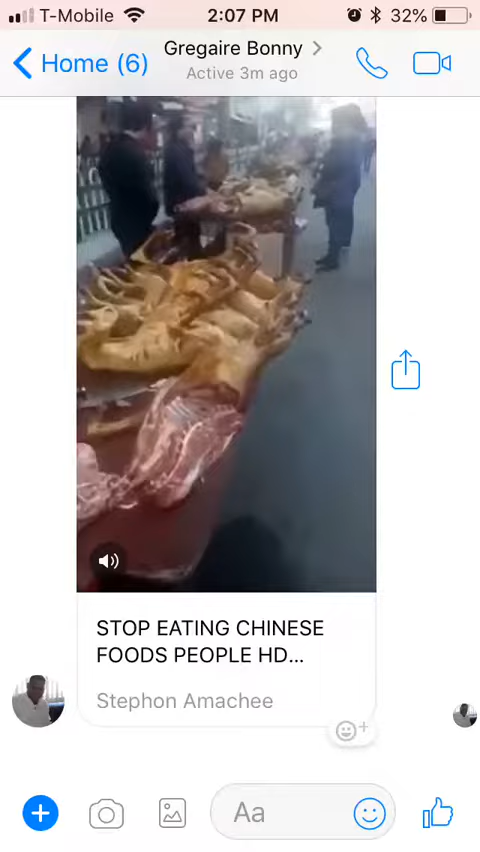 T-Mobile 2:07 PM 32%
Home (6) Gregaire Bonny
Active 3m ago
STOP EATING CHINESE
FOODS PEOPLE HD...
Stephon Amachee
Aa